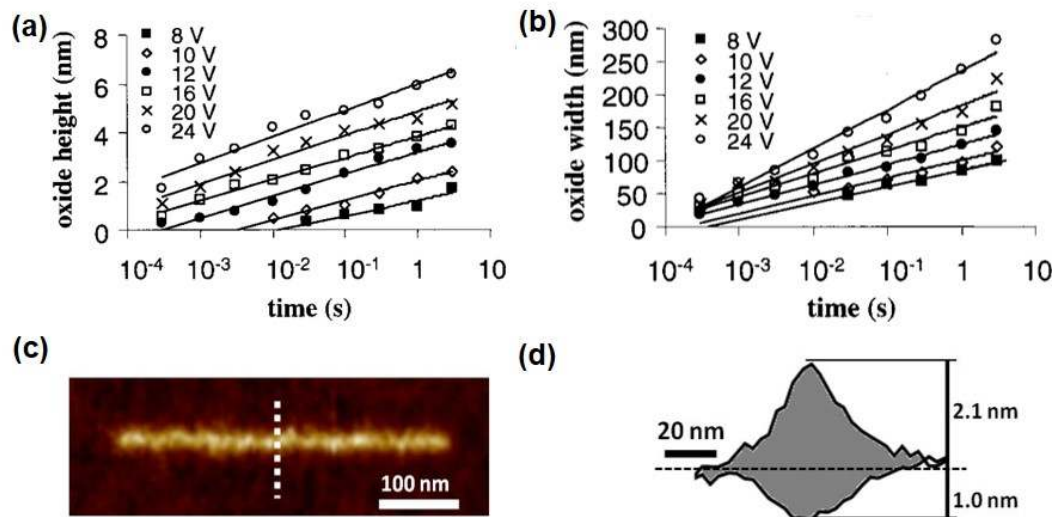 (a)
oxide height (nm)
8
6
4
2
0
8 V
10 V
12 V
16 V
20 V
24 V
10-4
10-3
10-2
10-1
1
10
time (s)
(b)
oxide width (nm)
300
250
200
150
100
50
0
8 V
10 V
12 V
16 V
20 V
24 V
10-4
10-3
10-2
10-1
1
10
time (s)
(c)
100 nm
(d)
20 nm
2.1 nm
1.0 nm